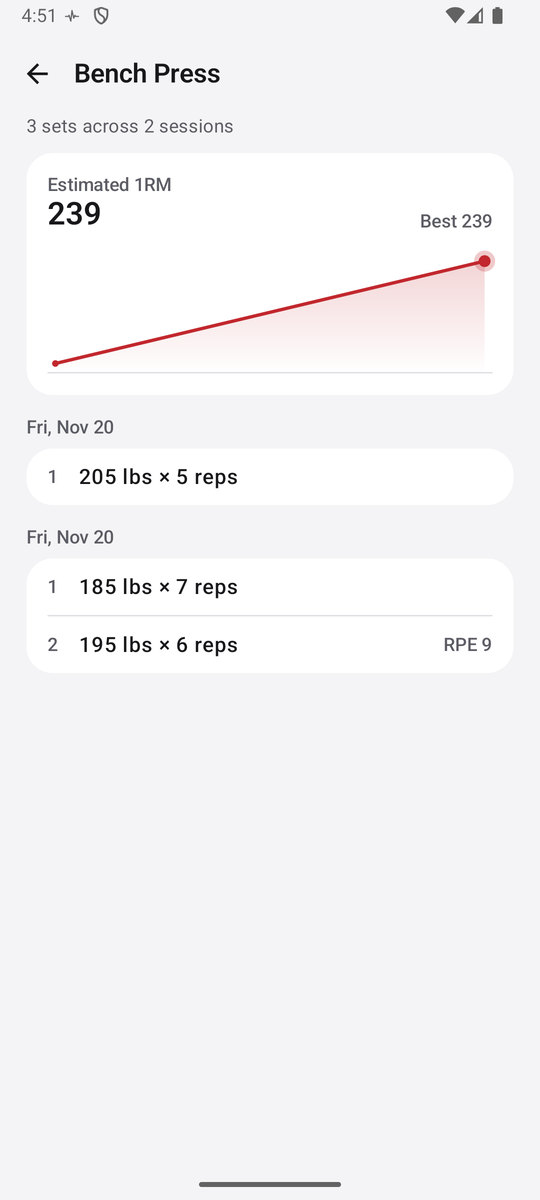 4:51
Bench Press
3 sets across 2 sessions
Estimated 1RM
239
Best 239
Fri, Nov 20
1 205 lbs × 5 reps
Fri, Nov 20
1 185 lbs × 7 reps
2 195 lbs × 6 reps RPE 9